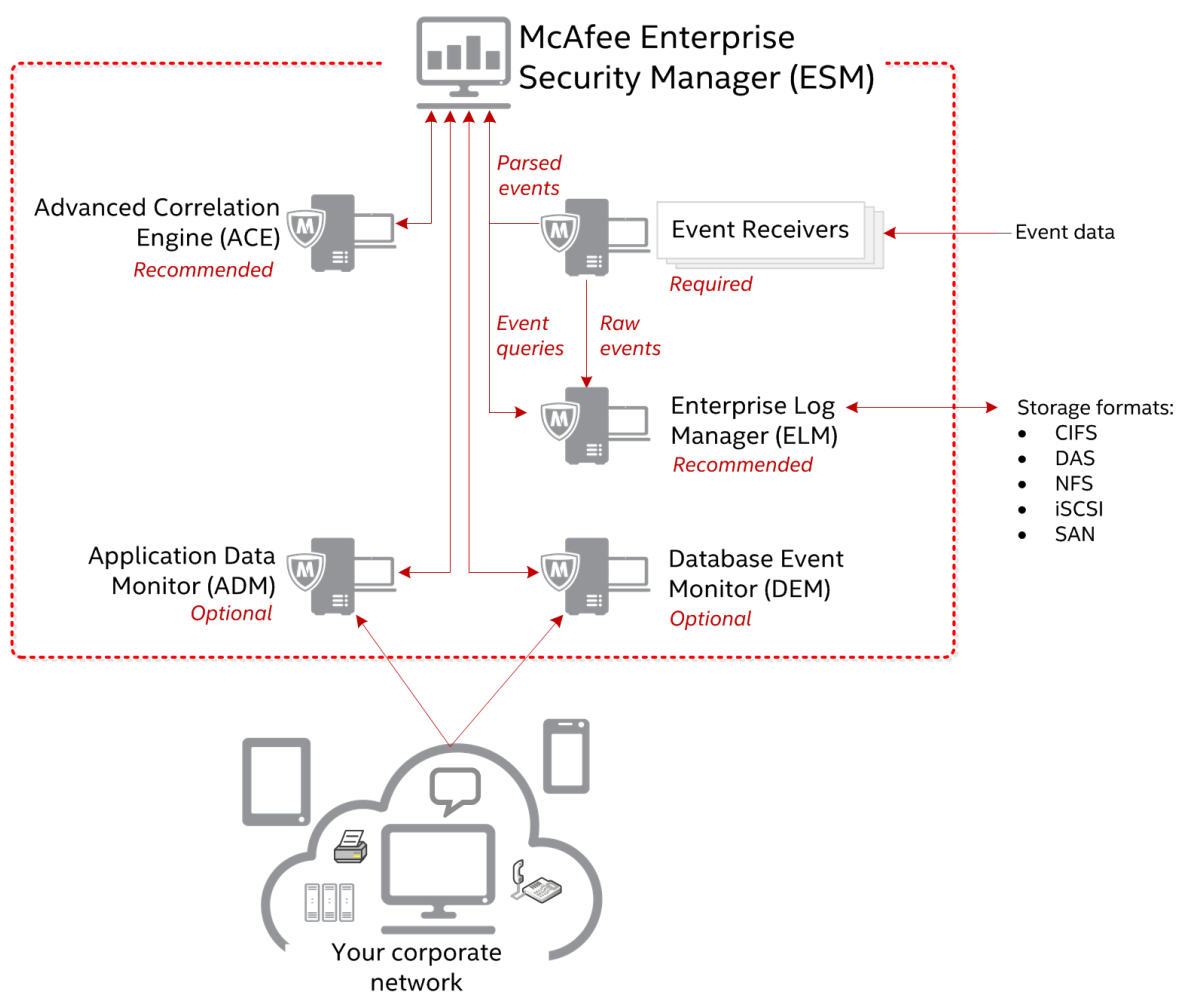 McAfee Enterprise
Security Manager (ESM)
Parsed
events
Advanced Correlation
Engine (ACE)
Recommended
M
M
Event Receivers
Required
Event data
Event
queries
Raw
events
M
Enterprise Log
Manager (ELM)
Recommended
Storage formats:
• CIFS
• DAS
• NFS
• iSCSI
• SAN
Application Data
Monitor (ADM)
Optional
M
M
Database Event
Monitor (DEM)
Optional
Your corporate
network